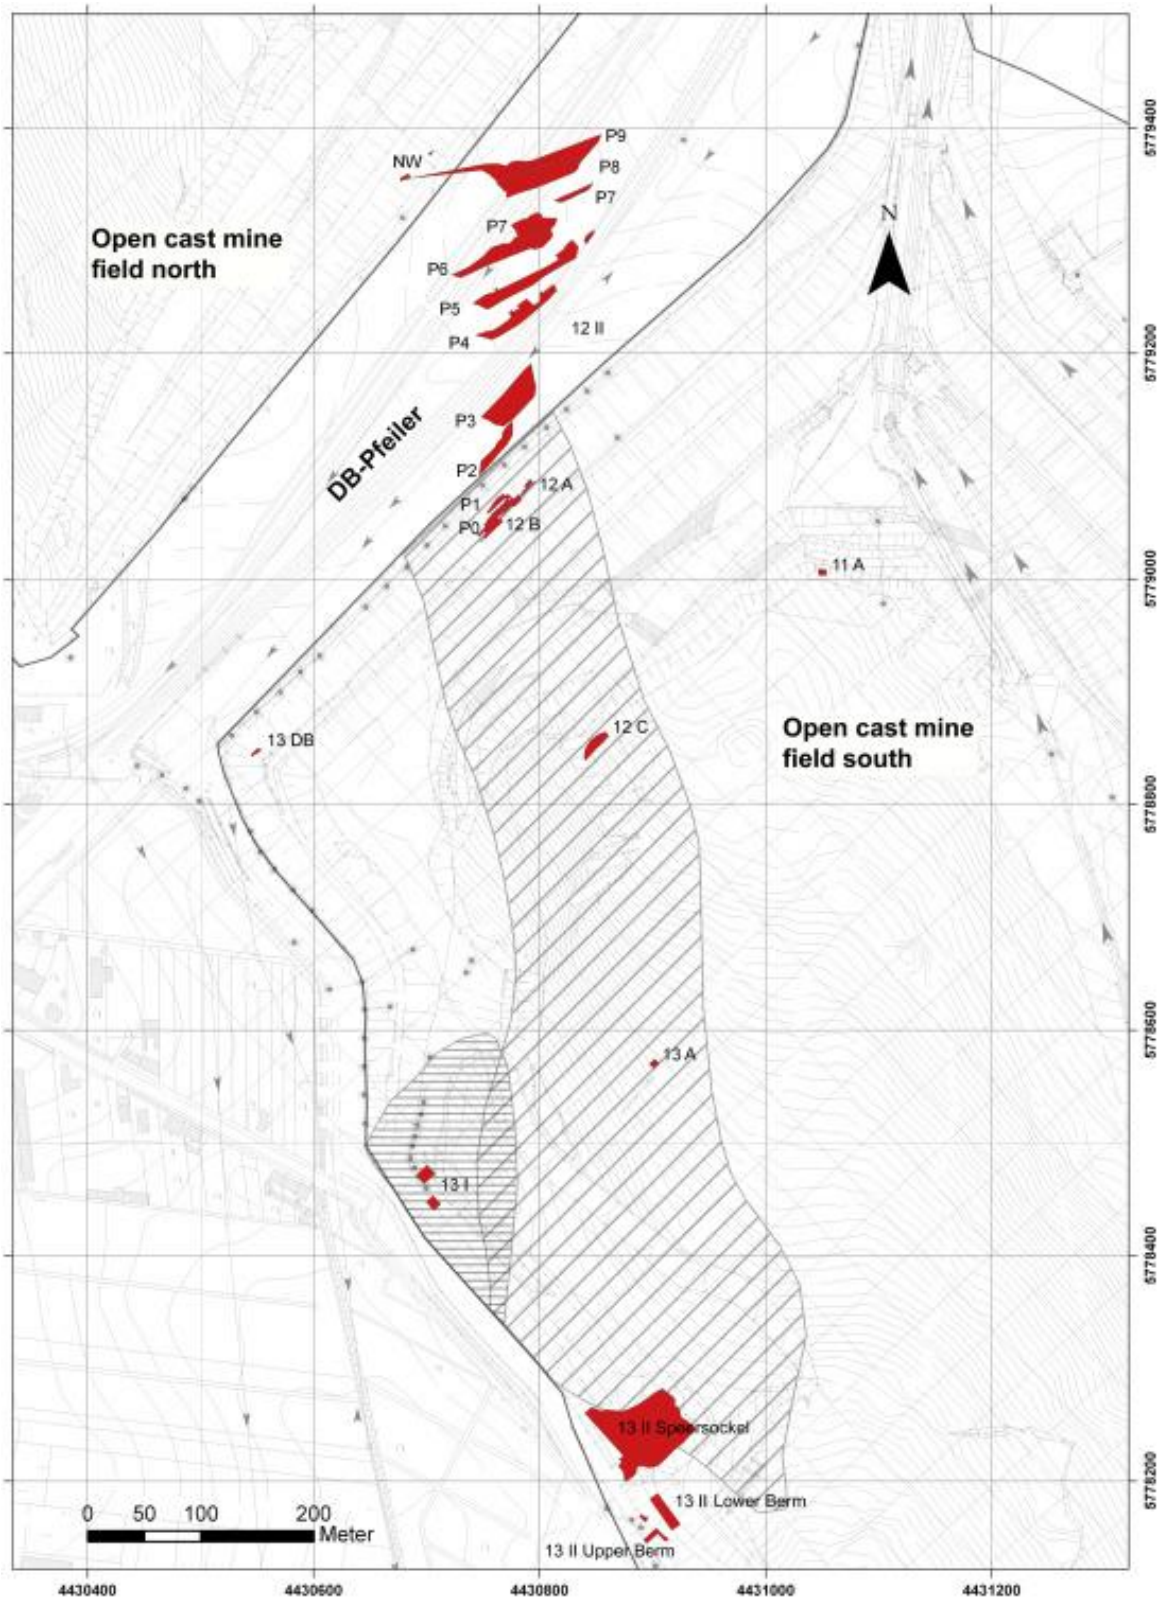 5779400
P9
NW
P8
P7
N
P7
Open cast mine
field north
P6
P5
12 II
P4
5779200
DB-Pfeiler
P3
P2
12 A
P1
P0
12 B
11 A
5779000
12 C
Open cast mine
field south
13 DB
5778800
13 A
5778600
13 I
5778400
13 II Speersockel
5778200
13 II Lower Berm
0 50 100 200
Meter
13 II Upper Berm
4430400 4430600 4430800 4431000 4431200